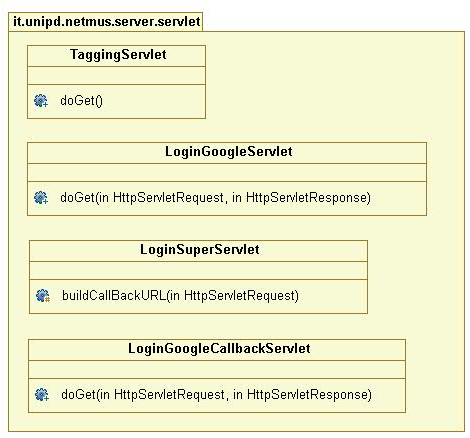 it.unipd.netmus.server.servlet
TaggingServlet
doGet()
LoginGoogleServlet
doGet(in HttpServletRequest, in HttpServletResponse)
LoginSuperServlet
buildCallBackURL(in HttpServletRequest)
LoginGoogleCallbackServlet
doGet(in HttpServletRequest, in HttpServletResponse)